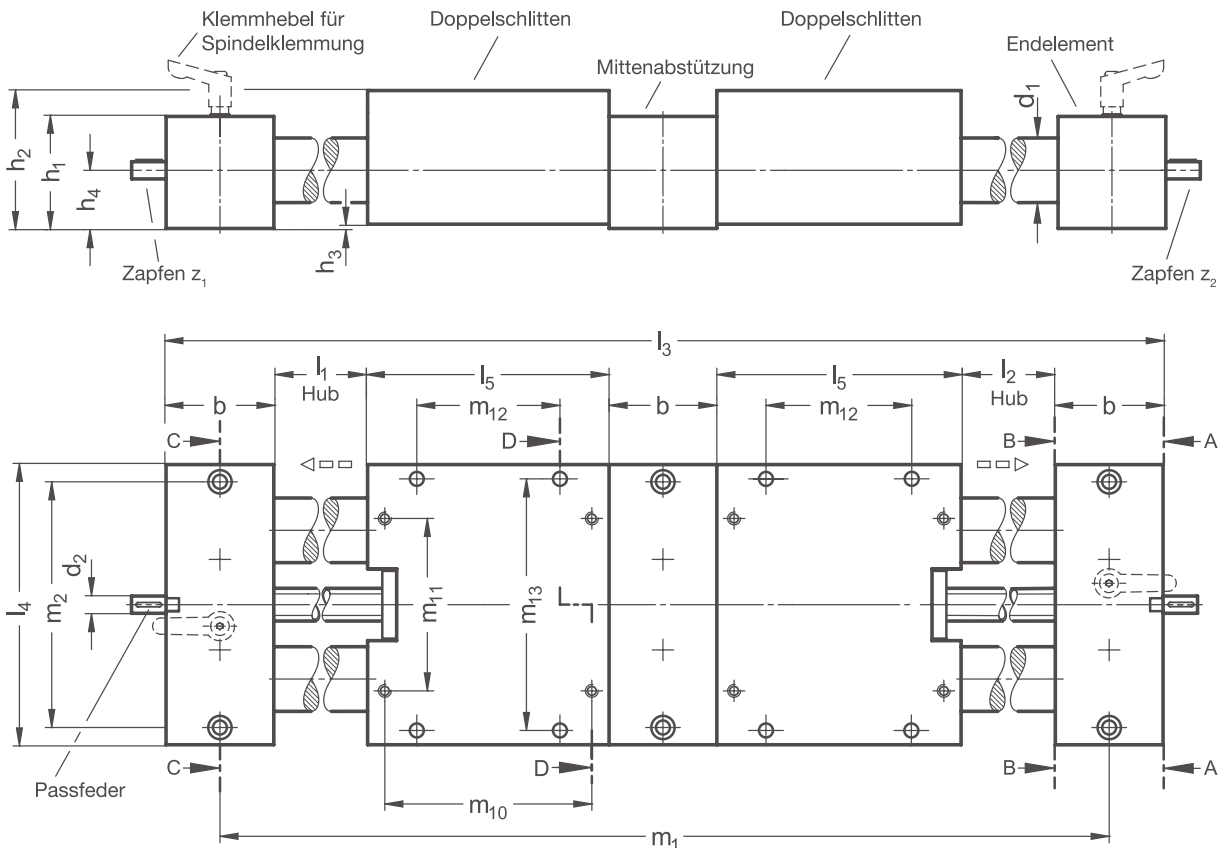 Klemmhebel für
Spindelklemmung
Doppelschlitten
Mittenabstützung
Doppelschlitten
Endelement
d₁
h₂
h₁
h₄
h₃
Zapfen z₁
Zapfen z₂
l₃
l₁
Hub
l₅
l₅
l₂
Hub
b
m₁₂
b
m₁₂
b
C
D
B
A
l₄
m₂
d₂
m₁₁
m₁₃
C
D
B
A
Passfeder
m₁₀
m₁